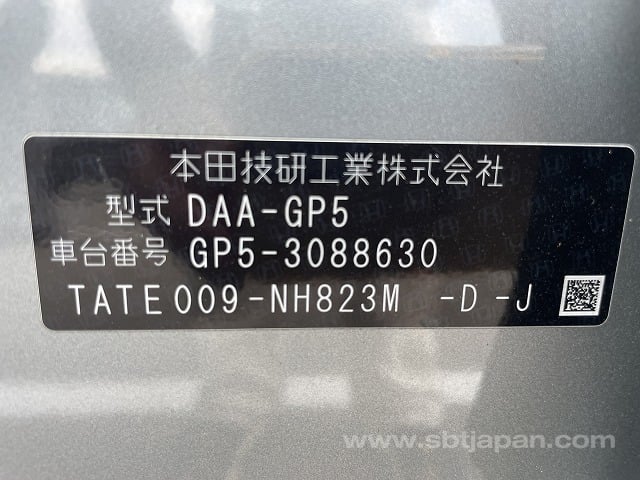 本田技研工業株式会社
型式 DAA-GP5
車台番号 GP5-3088630
TATE009-NH823M -D -J
www.sbtjapan.com